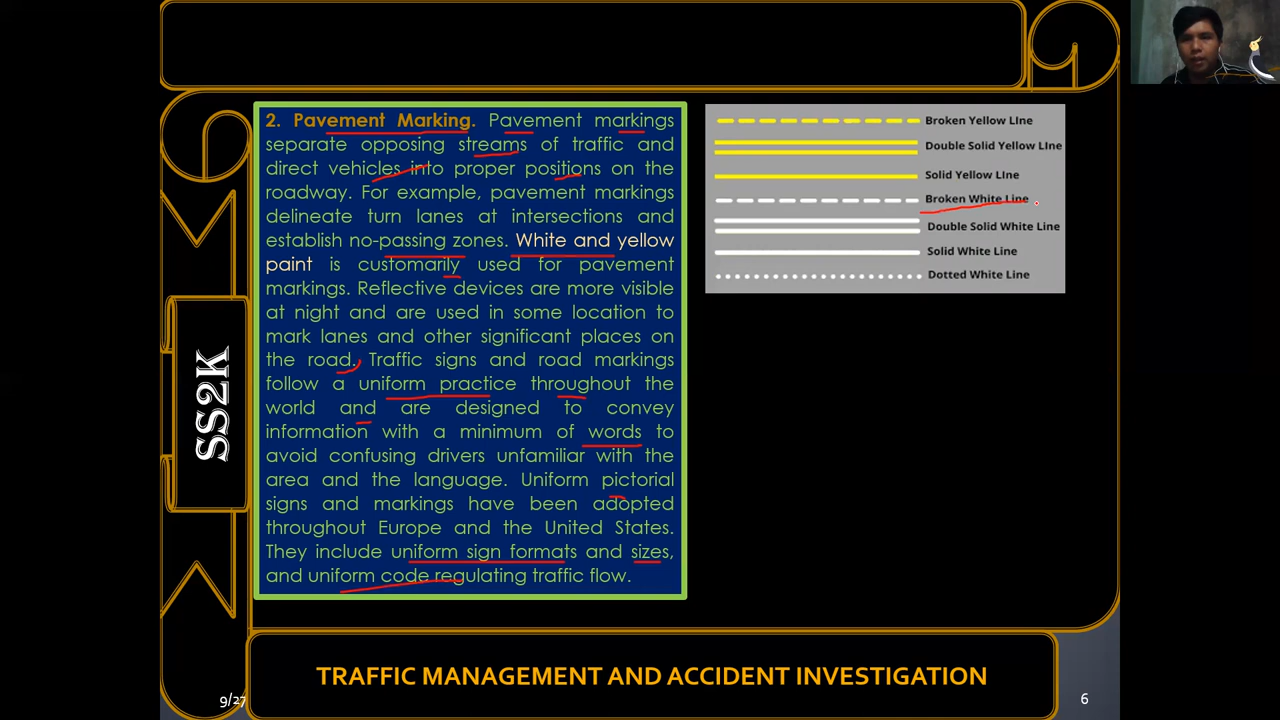 2. Pavement Marking. Pavement markings
separate opposing streams of traffic and
direct vehicles into proper positions on the
roadway. For example, pavement markings
delineate turn lanes at intersections and
establish no-passing zones. White and yellow
paint is customarily used for pavement
markings. Reflective devices are more visible
at night and are used in some location to
mark lanes and other significant places on
the road. Traffic signs and road markings
follow a uniform practice throughout the
world and are designed to convey
information with a minimum of words to
avoid confusing drivers unfamiliar with the
area and the language. Uniform pictorial
signs and markings have been adopted
throughout Europe and the United States.
They include uniform sign formats and sizes,
and uniform code regulating traffic flow.
Broken Yellow LIne
Double Solid Yellow LIne
Solid Yellow LIne
Broken White Line
Double Solid White Line
Solid White Line
Dotted White Line
SS2K
TRAFFIC MANAGEMENT AND ACCIDENT INVESTIGATION
9/27
6